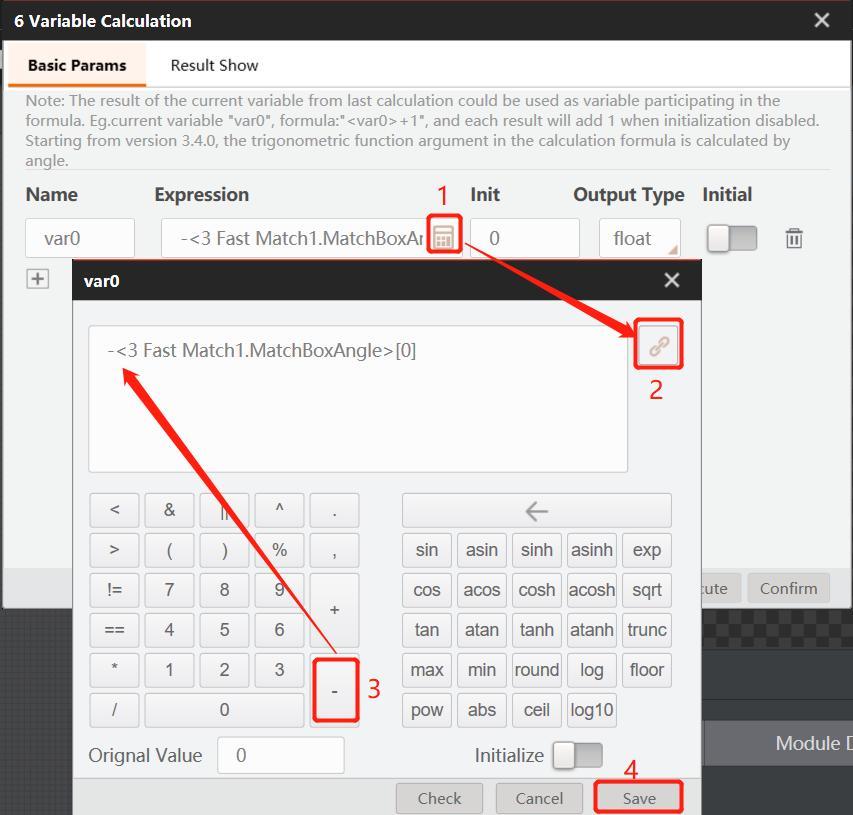 6 Variable Calculation
Basic Params Result Show
Note: The result of the current variable from last calculation could be used as variable participating in the
formula. Eg.current variable "var0", formula:"<var0>+1", and each result will add 1 when initialization disabled.
Starting from version 3.4.0, the trigonometric function argument in the calculation formula is calculated by
angle.
Name Expression 1 Init Output Type Initial
var0 -<3 Fast Match1.MatchBoxAr 0 float
+
var0
-<3 Fast Match1.MatchBoxAngle>[0]
2
< & || ^ .
> ( ) % , sin asin sinh asinh exp
!= 7 8 9 + cos acos cosh acosh sqrt
== 4 5 6 tan atan tanh atanh trunc
* 1 2 3 - 3 max min round log floor
/ 0 pow abs ceil log10
Orignal Value 0 Initialize
4
Check Cancel Save
cute Confirm
Module D